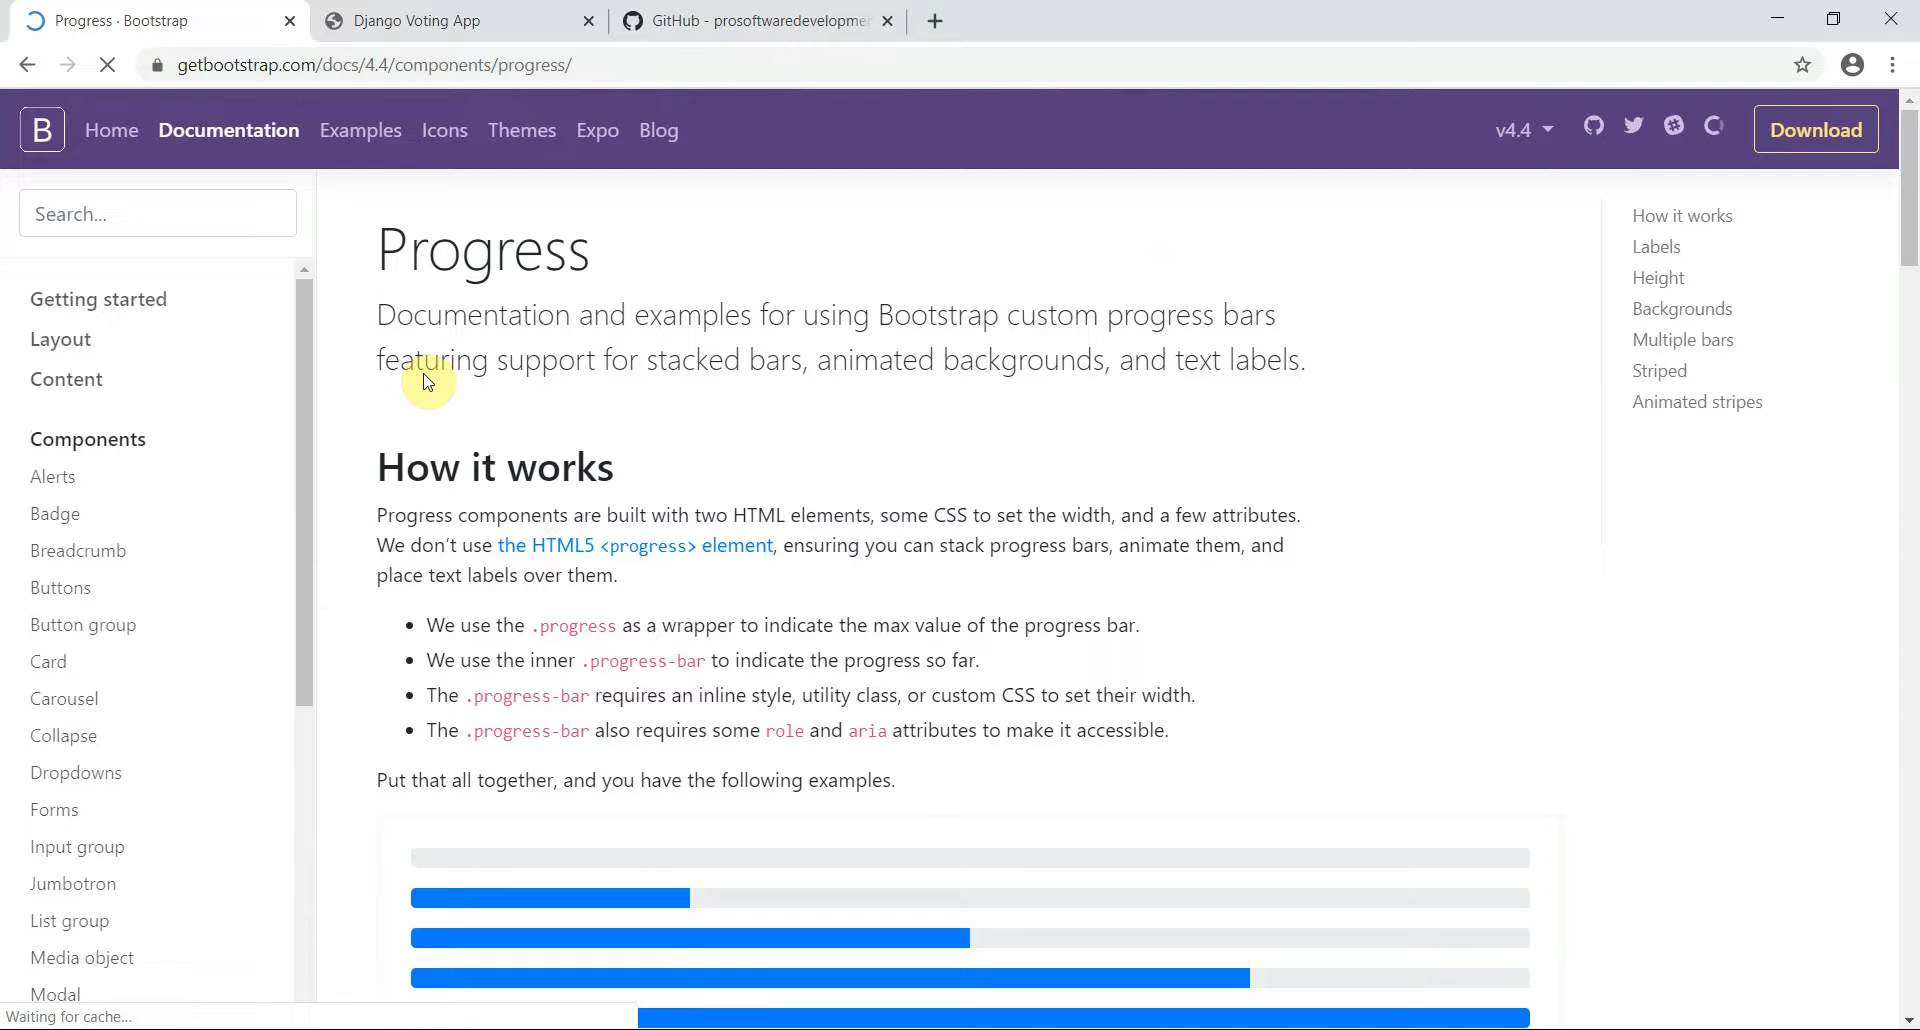 Progress · Bootstrap
Django Voting App
GitHub - prosoftwaredevelopme
getbootstrap.com/docs/4.4/components/progress/
B
Home
Documentation
Examples
Icons
Themes
Expo
Blog
v4.4
Download
Search...
Getting started
Layout
Content
Components
Alerts
Badge
Breadcrumb
Buttons
Button group
Card
Carousel
Collapse
Dropdowns
Forms
Input group
Jumbotron
List group
Media object
Modal
Waiting for cache...
Progress
Documentation and examples for using Bootstrap custom progress bars
featuring support for stacked bars, animated backgrounds, and text labels.
How it works
Progress components are built with two HTML elements, some CSS to set the width, and a few attributes.
We don't use the HTML5 <progress> element, ensuring you can stack progress bars, animate them, and
place text labels over them.
• We use the .progress as a wrapper to indicate the max value of the progress bar.
• We use the inner .progress-bar to indicate the progress so far.
• The .progress-bar requires an inline style, utility class, or custom CSS to set their width.
• The .progress-bar also requires some role and aria attributes to make it accessible.
Put that all together, and you have the following examples.
How it works
Labels
Height
Backgrounds
Multiple bars
Striped
Animated stripes